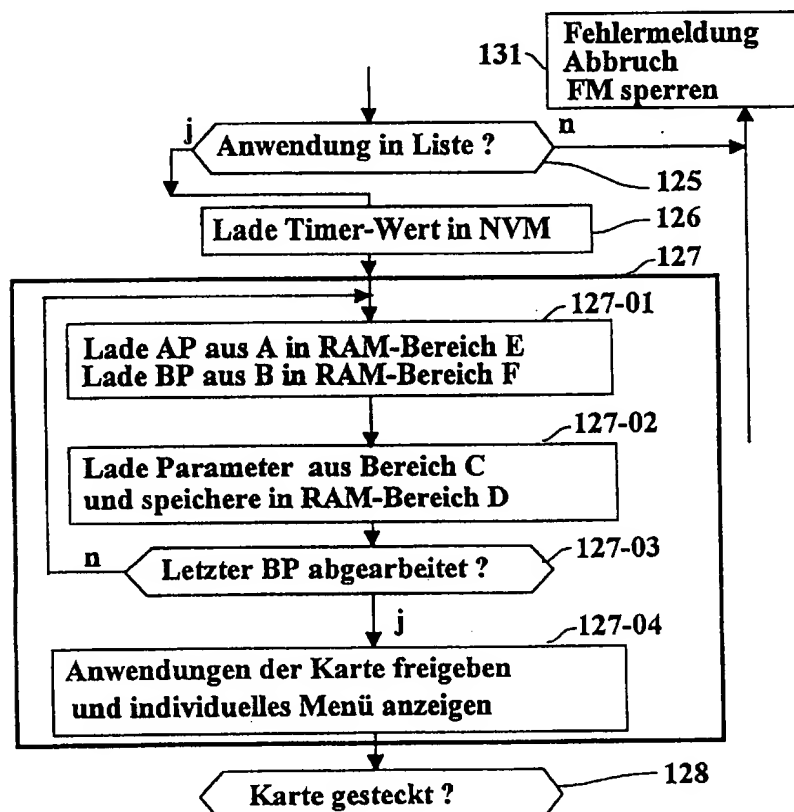 Fehlermeldung
Abbruch
FM sperren
131
j
Anwendung in Liste ?
n
125
Lade Timer-Wert in NVM
126
127
127-01
Lade AP aus A in RAM-Bereich E
Lade BP aus B in RAM-Bereich F
127-02
Lade Parameter aus Bereich C
und speichere in RAM-Bereich D
n
Letzter BP abgearbeitet ?
127-03
j
127-04
Anwendungen der Karte freigeben
und individuelles Menü anzeigen
Karte gesteckt ?
128